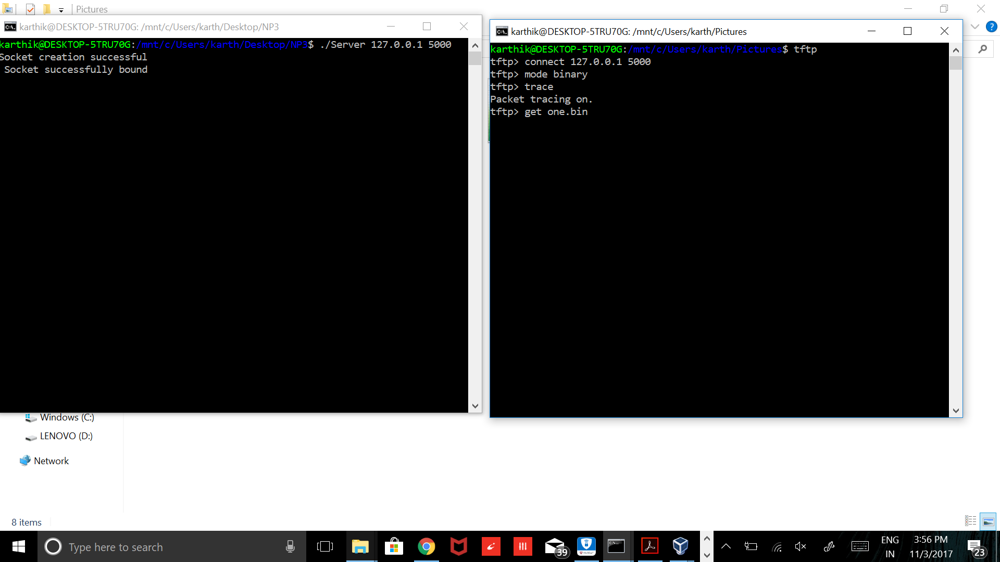 Pictures
karthik@DESKTOP-5TRU70G: /mnt/c/Users/karth/Desktop/NP3
karthik@DESKTOP-5TRU70G:/mnt/c/Users/karth/Desktop/NP3$ ./Server 127.0.0.1 5000
Socket creation successful
Socket successfully bound
karthik@DESKTOP-5TRU70G: /mnt/c/Users/karth/Pictures
karthik@DESKTOP-5TRU70G:/mnt/c/Users/karth/Pictures$ tftp
tftp> connect 127.0.0.1 5000
tftp> mode binary
tftp> trace
Packet tracing on.
tftp> get one.bin
Windows (C:)
LENOVO (D:)
Network
8 items
Type here to search
39
ENG
IN
3:56 PM
11/3/2017
23